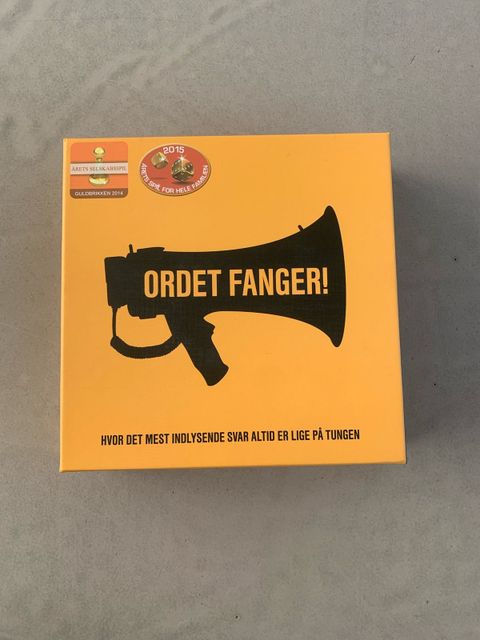 ÅRETS SELSKABSSPIL
GULDBRIKKEN 2014
2015
ÅRETS SPIL FOR HELE FAMILIEN
ORDET FANGER!
HVOR DET MEST INDLYSENDE SVAR ALTID ER LIGE PÅ TUNGEN